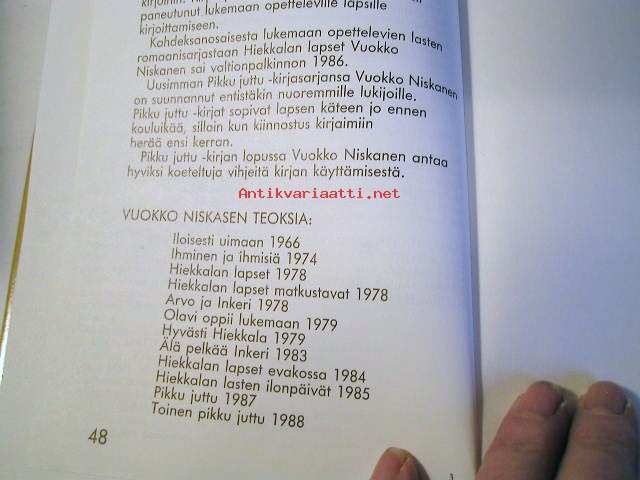 paneutunut lukemaan opetteleville lapsille
kirjoittamiseen.
Kahdeksanosaisesta lukemaan opettelevien lasten
romaanisarjastaan Hiekkalan lapset Vuokko
Niskanen sai valtionpalkinnon 1986.
Uusimman Pikku juttu -kirjasarjansa Vuokko Niskanen
on suunnannut entistäkin nuoremmille lukijoille.
Pikku juttu -kirjat sopivat lapsen käteen jo ennen
kouluikää, silloin kun kiinnostus kirjaimiin
herää ensi kerran.
Pikku juttu -kirjan lopussa Vuokko Niskanen antaa
hyviksi koeteltuja vihjeitä kirjan käyttämisestä.
Antikvariaatti.net
VUOKKO NISKASEN TEOKSIA:
Iloisesti uimaan 1966
Ihminen ja ihmisiä 1974
Hiekkalan lapset 1978
Hiekkalan lapset matkustavat 1978
Arvo ja Inkeri 1978
Olavi oppii lukemaan 1979
Hyvästi Hiekkala 1979
Älä pelkää Inkeri 1983
Hiekkalan lapset evakossa 1984
Hiekkalan lasten ilonpäivät 1985
Pikku juttu 1987
Toinen pikku juttu 1988
48
3